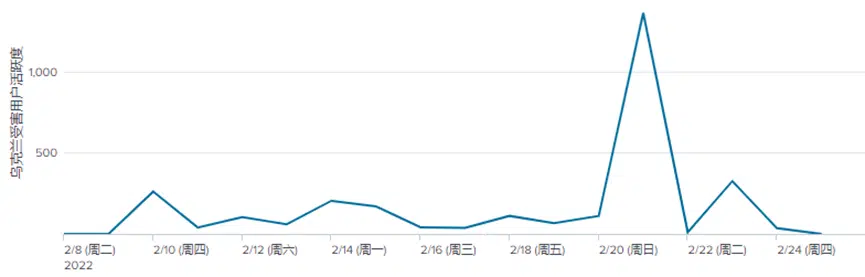 乌克兰受害用户活跃度
1,000
500
2/8 (周二)
2/10 (周四)
2/12 (周六)
2/14 (周一)
2/16 (周三)
2/18 (周五)
2/20 (周日)
2/22 (周二)
2/24 (周四)
2022